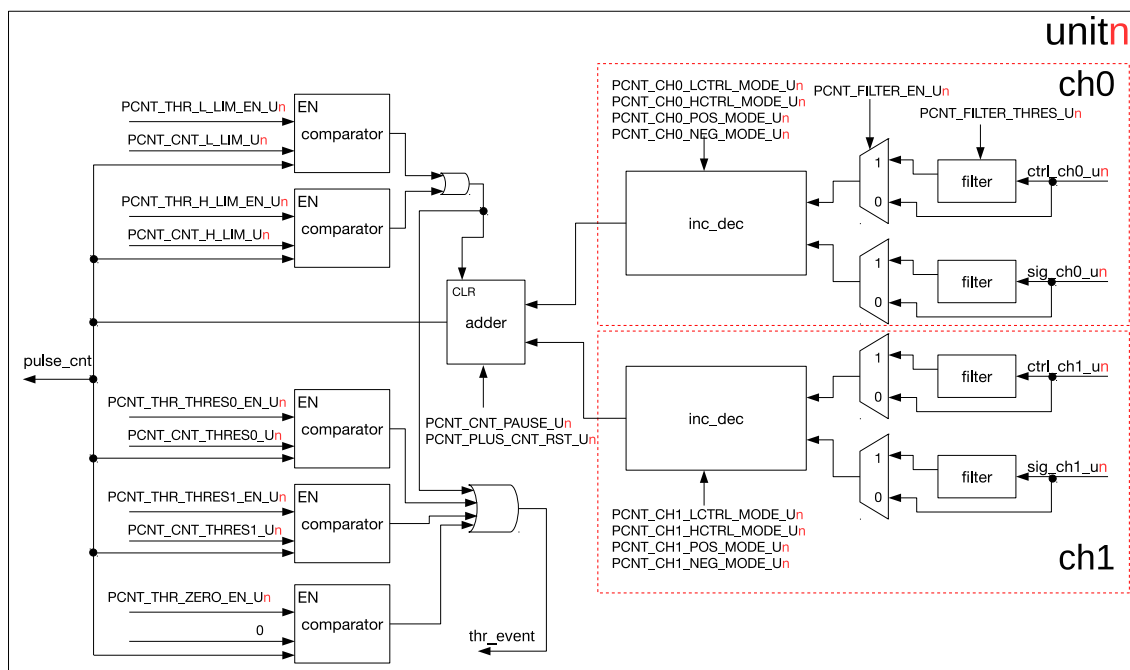 unitn
ch0
PCNT_CH0_LCTRL_MODE_Un
PCNT_CH0_HCTRL_MODE_Un
PCNT_CH0_POS_MODE_Un
PCNT_CH0_NEG_MODE_Un
PCNT_FILTER_EN_Un
PCNT_FILTER_THRES_Un
PCNT_THR_L_LIM_EN_Un
PCNT_CNT_L_LIM_Un
EN
comparator
PCNT_THR_H_LIM_EN_Un
PCNT_CNT_H_LIM_Un
EN
comparator
inc_dec
1
0
filter
ctrl_ch0_un
1
0
filter
sig_ch0_un
CLR
adder
pulse_cnt
PCNT_CNT_PAUSE_Un
PCNT_PLUS_CNT_RST_Un
inc_dec
1
0
filter
ctrl_ch1_un
1
0
filter
sig_ch1_un
PCNT_THR_THRES0_EN_Un
PCNT_CNT_THRES0_Un
EN
comparator
PCNT_THR_THRES1_EN_Un
PCNT_CNT_THRES1_Un
EN
comparator
PCNT_CH1_LCTRL_MODE_Un
PCNT_CH1_HCTRL_MODE_Un
PCNT_CH1_POS_MODE_Un
PCNT_CH1_NEG_MODE_Un
ch1
PCNT_THR_ZERO_EN_Un
0
EN
comparator
thr_event